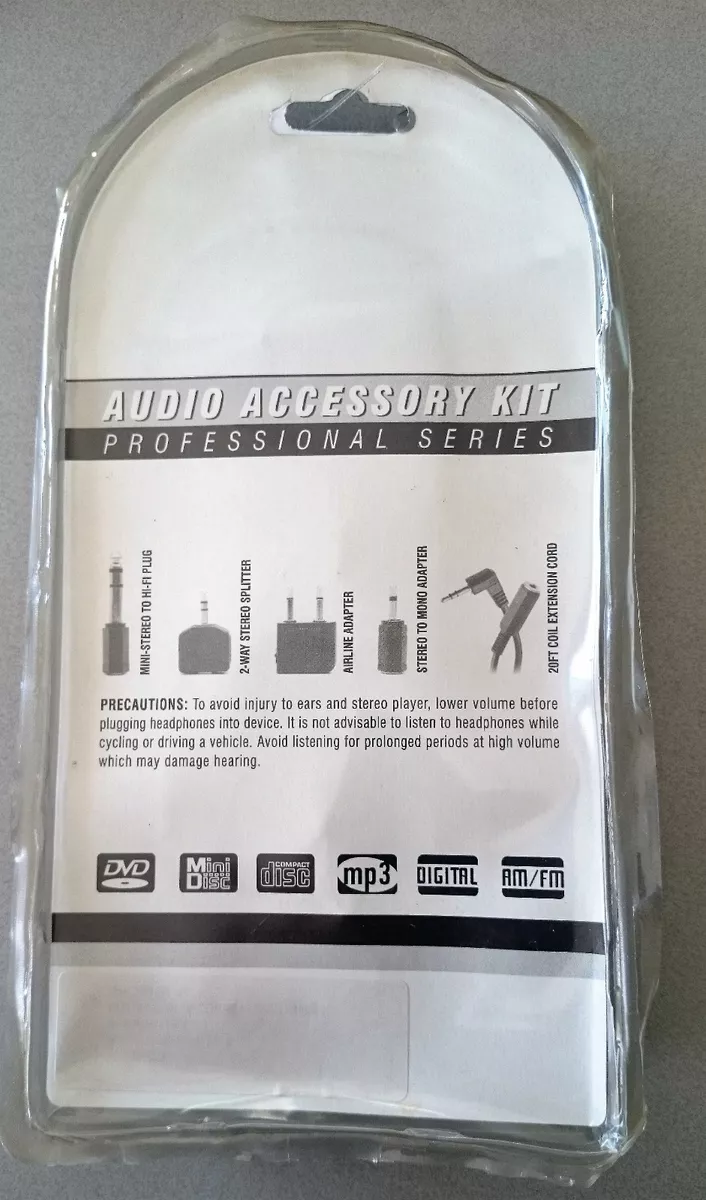 AUDIO ACCESSORY KIT
PROFESSIONAL SERIES
MINI-STEREO TO HI-FI PLUG
2-WAY STEREO SPLITTER
AIRLINE ADAPTER
STEREO TO MONO ADAPTER
20FT COIL EXTENSION CORD
PRECAUTIONS: To avoid injury to ears and stereo player, lower volume before
plugging headphones into device. It is not advisable to listen to headphones while
cycling or driving a vehicle. Avoid listening for prolonged periods at high volume
which may damage hearing.
DVD
Mini
Disc
COMPACT
disc
mp3
DIGITAL
AM/FM